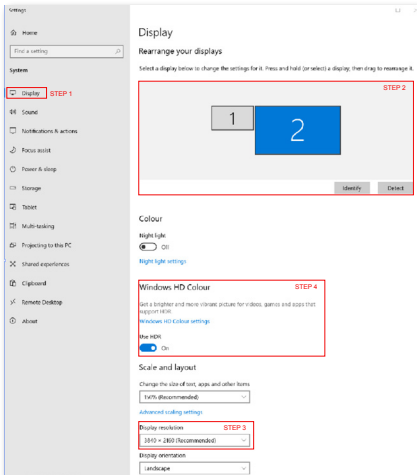 Settings
Home
Find a setting
System
Display STEP 1
Sound
Notifications & actions
Focus assist
Power & sleep
Storage
Tablet
Multi-tasking
Projecting to this PC
Shared experiences
Clipboard
Remote Desktop
About
Display
Rearrange your displays
Select a display below to change the settings for it. Press and hold (or select) a display, then drag to rearrange it.
STEP 2
1 2
Identify Detect
Colour
Night light
Off
Night light settings
Windows HD Colour STEP 4
Get a brighter and more vibrant picture for videos, games and apps that
support HDR.
Windows HD Colour settings
Use HDR
On
Scale and layout
Change the size of text, apps and other items
150% (Recommended)
Advanced scaling settings
Display resolution STEP 3
3840 × 2160 (Recommended)
Display orientation
Landscape